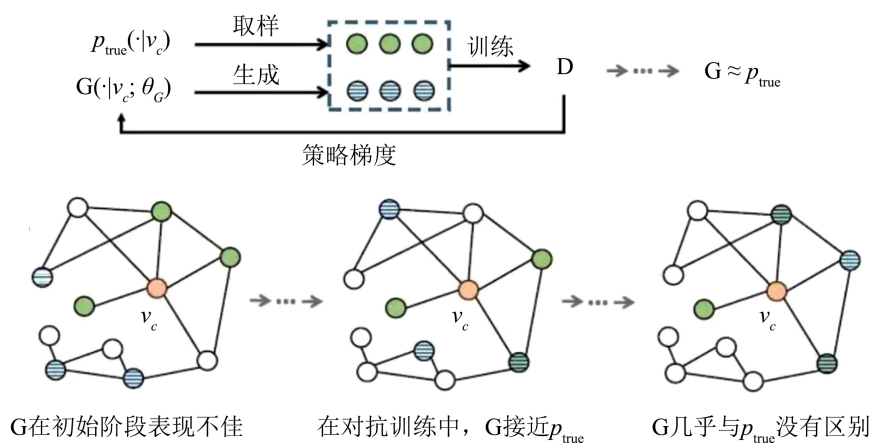 p_true(·|v_c)
取样
训练
G(·|v_c; θ_G)
生成
D
G ≈ p_true
策略梯度
v_c
v_c
v_c
G在初始阶段表现不佳
在对抗训练中，G接近p_true
G几乎与p_true没有区别